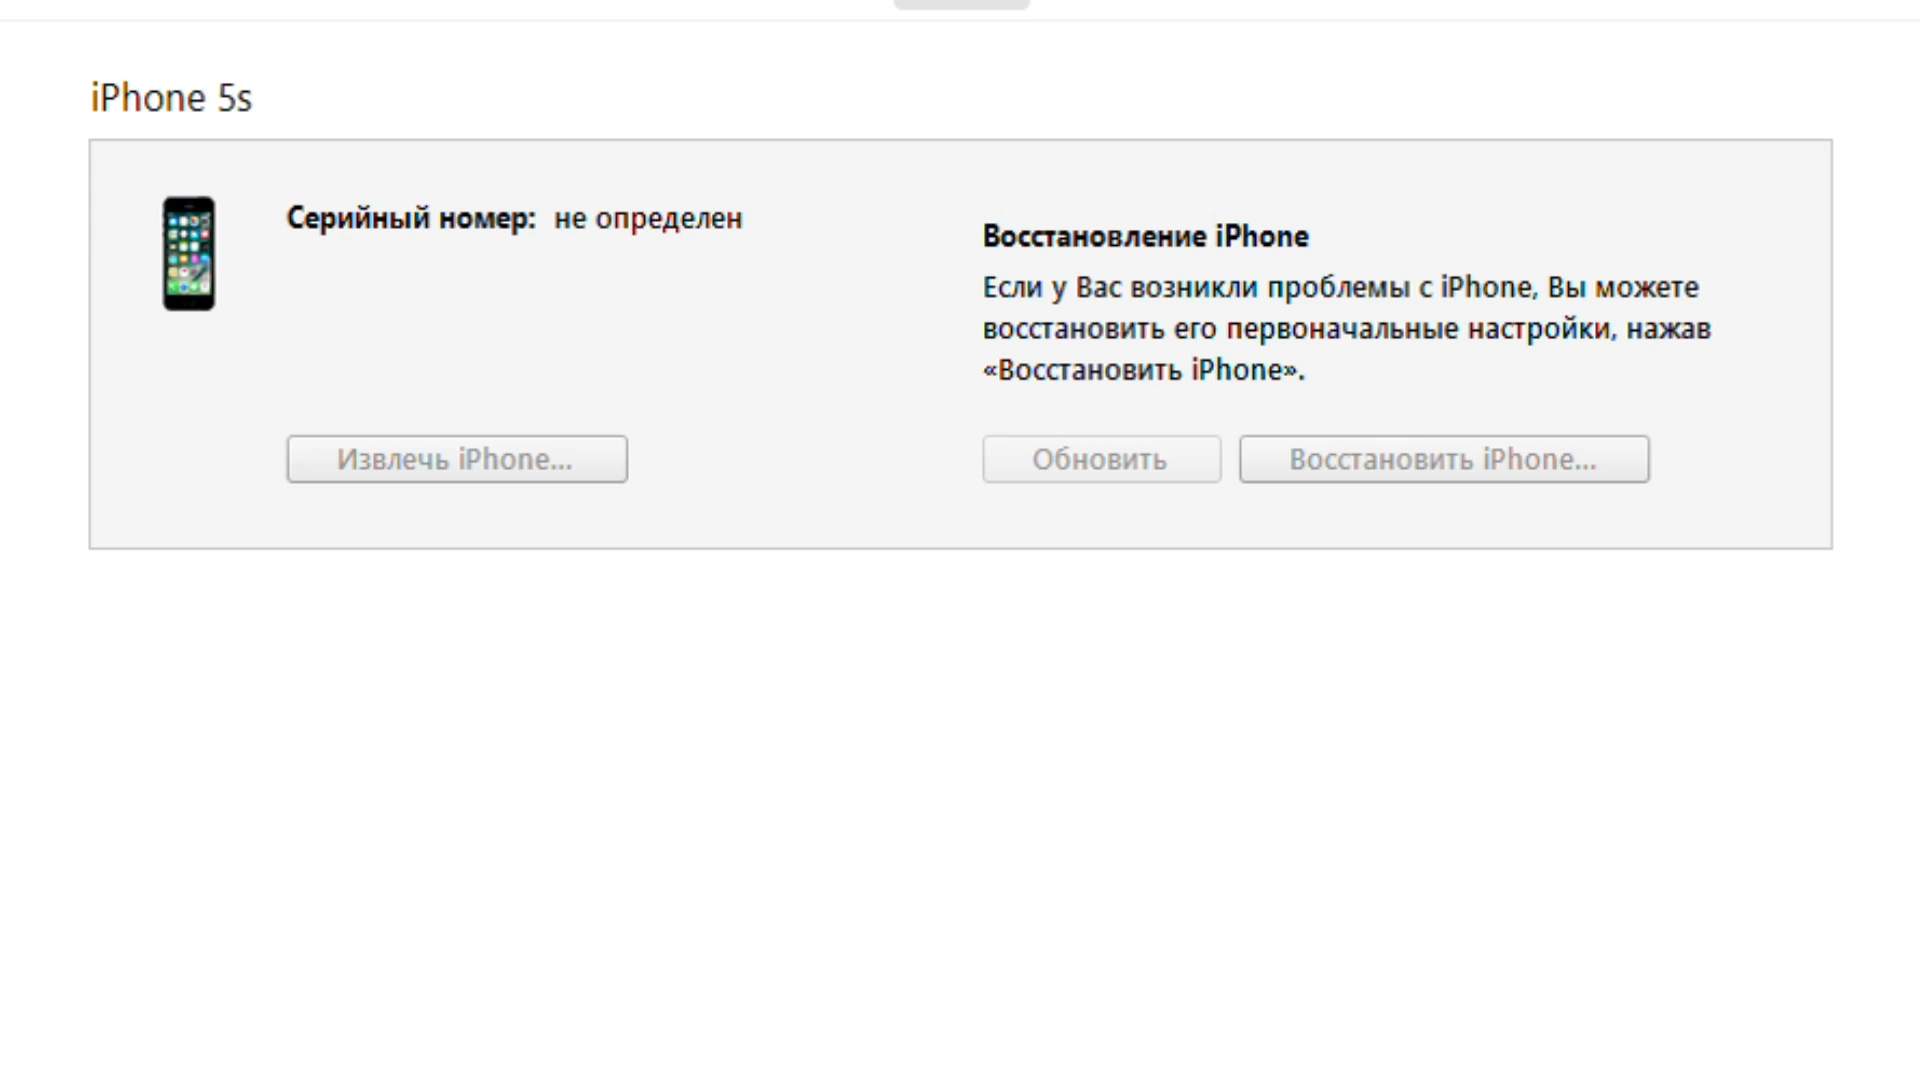 iPhone 5s
Серийный номер: не определен
Восстановление iPhone
Если у Вас возникли проблемы с iPhone, Вы можете
восстановить его первоначальные настройки, нажав
«Восстановить iPhone».
Извлечь iPhone...
Обновить
Восстановить iPhone...